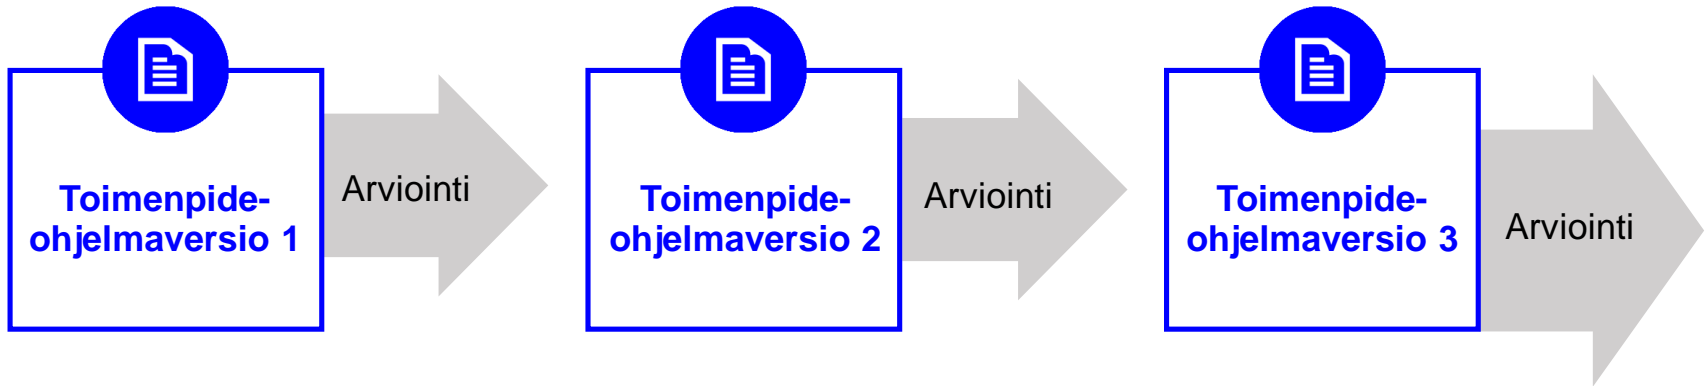 Toimenpide-
ohjelmaversio 1
Arviointi
Toimenpide-
ohjelmaversio 2
Arviointi
Toimenpide-
ohjelmaversio 3
Arviointi